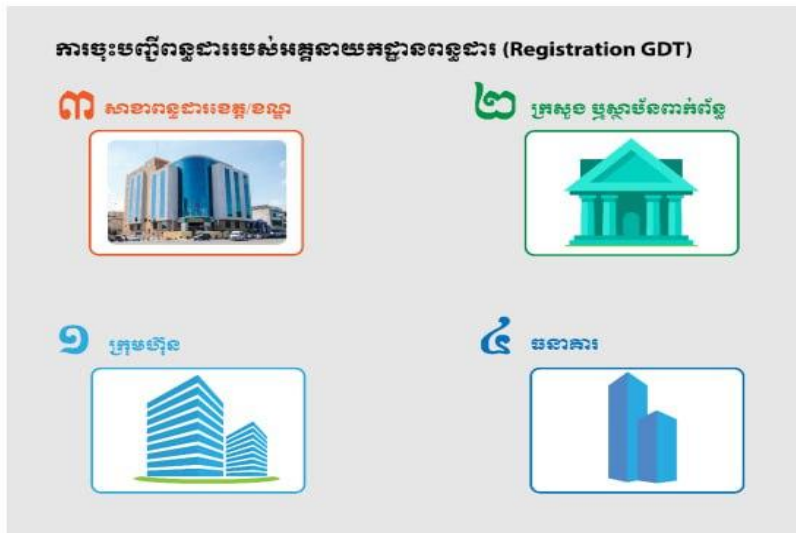 ការចុះបញ្ជីពន្ធដាររបស់អគ្គនាយកដ្ឋានពន្ធដារ (Registration GDT)
៣ សាខាពន្ធដារខេត្ត/ខណ្ឌ
២ ក្រសួង ឬស្ថាប័នពាក់ព័ន្ធ
១ ក្រុមហ៊ុន
៤ ធនាគារ